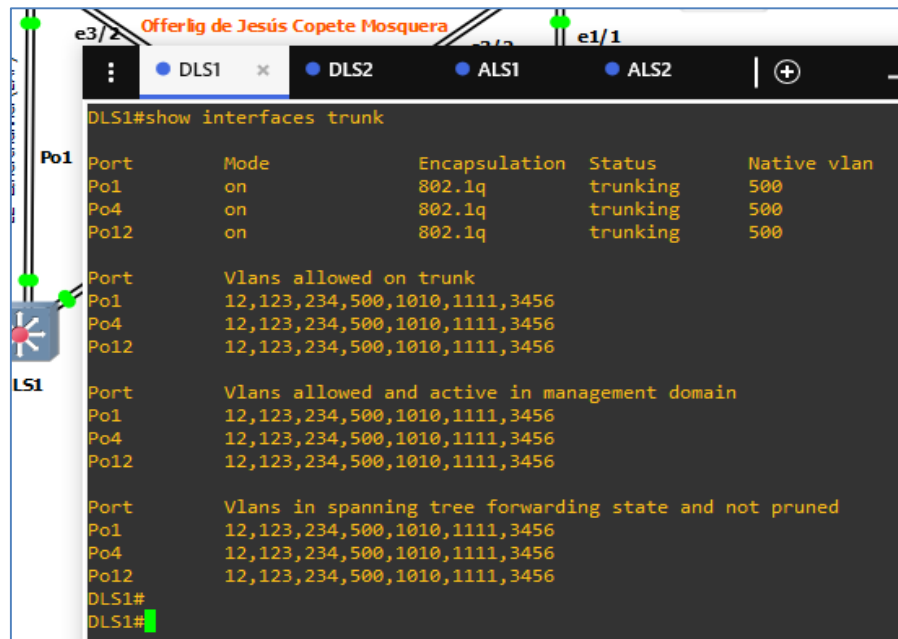 Offerlig de Jesús Copete Mosquera
e3/2
e1/1
DLS1 × DLS2 ALS1 ALS2
DLS1#show interfaces trunk
Po1
Port Mode Encapsulation Status Native vlan
Po1 on 802.1q trunking 500
Po4 on 802.1q trunking 500
Po12 on 802.1q trunking 500
Port Vlans allowed on trunk
Po1 12,123,234,500,1010,1111,3456
Po4 12,123,234,500,1010,1111,3456
Po12 12,123,234,500,1010,1111,3456
LS1
Port Vlans allowed and active in management domain
Po1 12,123,234,500,1010,1111,3456
Po4 12,123,234,500,1010,1111,3456
Po12 12,123,234,500,1010,1111,3456
Port Vlans in spanning tree forwarding state and not pruned
Po1 12,123,234,500,1010,1111,3456
Po4 12,123,234,500,1010,1111,3456
Po12 12,123,234,500,1010,1111,3456
DLS1#
DLS1#